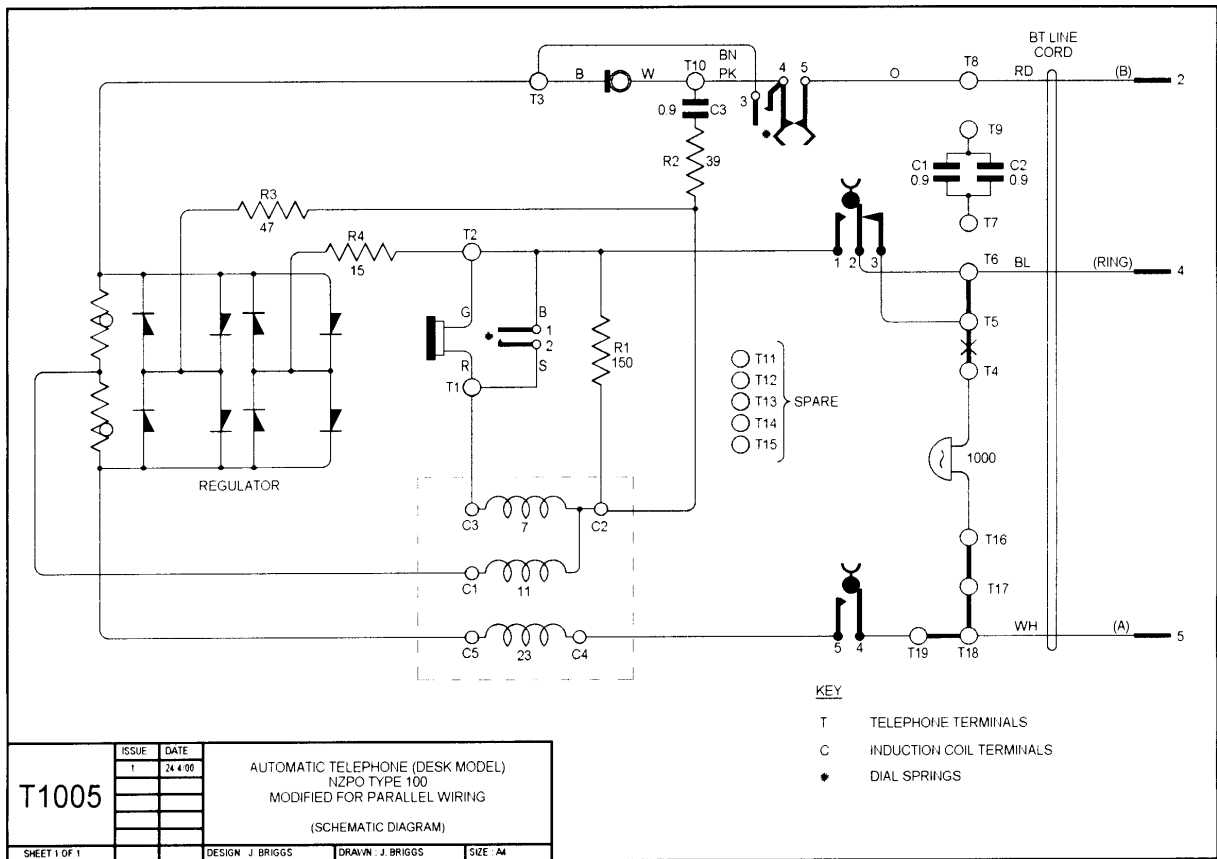 BT LINE
CORD
BN
T10
PK
4
5
O
T8
RD
(B)
2
T3
B
W
3
0.9
C3
R2
39
T9
C1
0.9
C2
0.9
T7
R3
47
R4
15
T2
1
2
3
T6
BL
(RING)
4
G
B
1
2
R
S
T1
R1
150
T5
T4
T11
T12
T13
T14
T15
SPARE
1000
REGULATOR
C3
7
C2
T16
C1
11
T17
C5
23
C4
5
4
T19
T18
WH
(A)
5
KEY
T TELEPHONE TERMINALS
C INDUCTION COIL TERMINALS
* DIAL SPRINGS
T1005
ISSUE DATE
1 24.4.00
AUTOMATIC TELEPHONE (DESK MODEL)
NZPO TYPE 100
MODIFIED FOR PARALLEL WIRING
(SCHEMATIC DIAGRAM)
SHEET 1 OF 1
DESIGN J. BRIGGS
DRAWN : J. BRIGGS
SIZE : A4